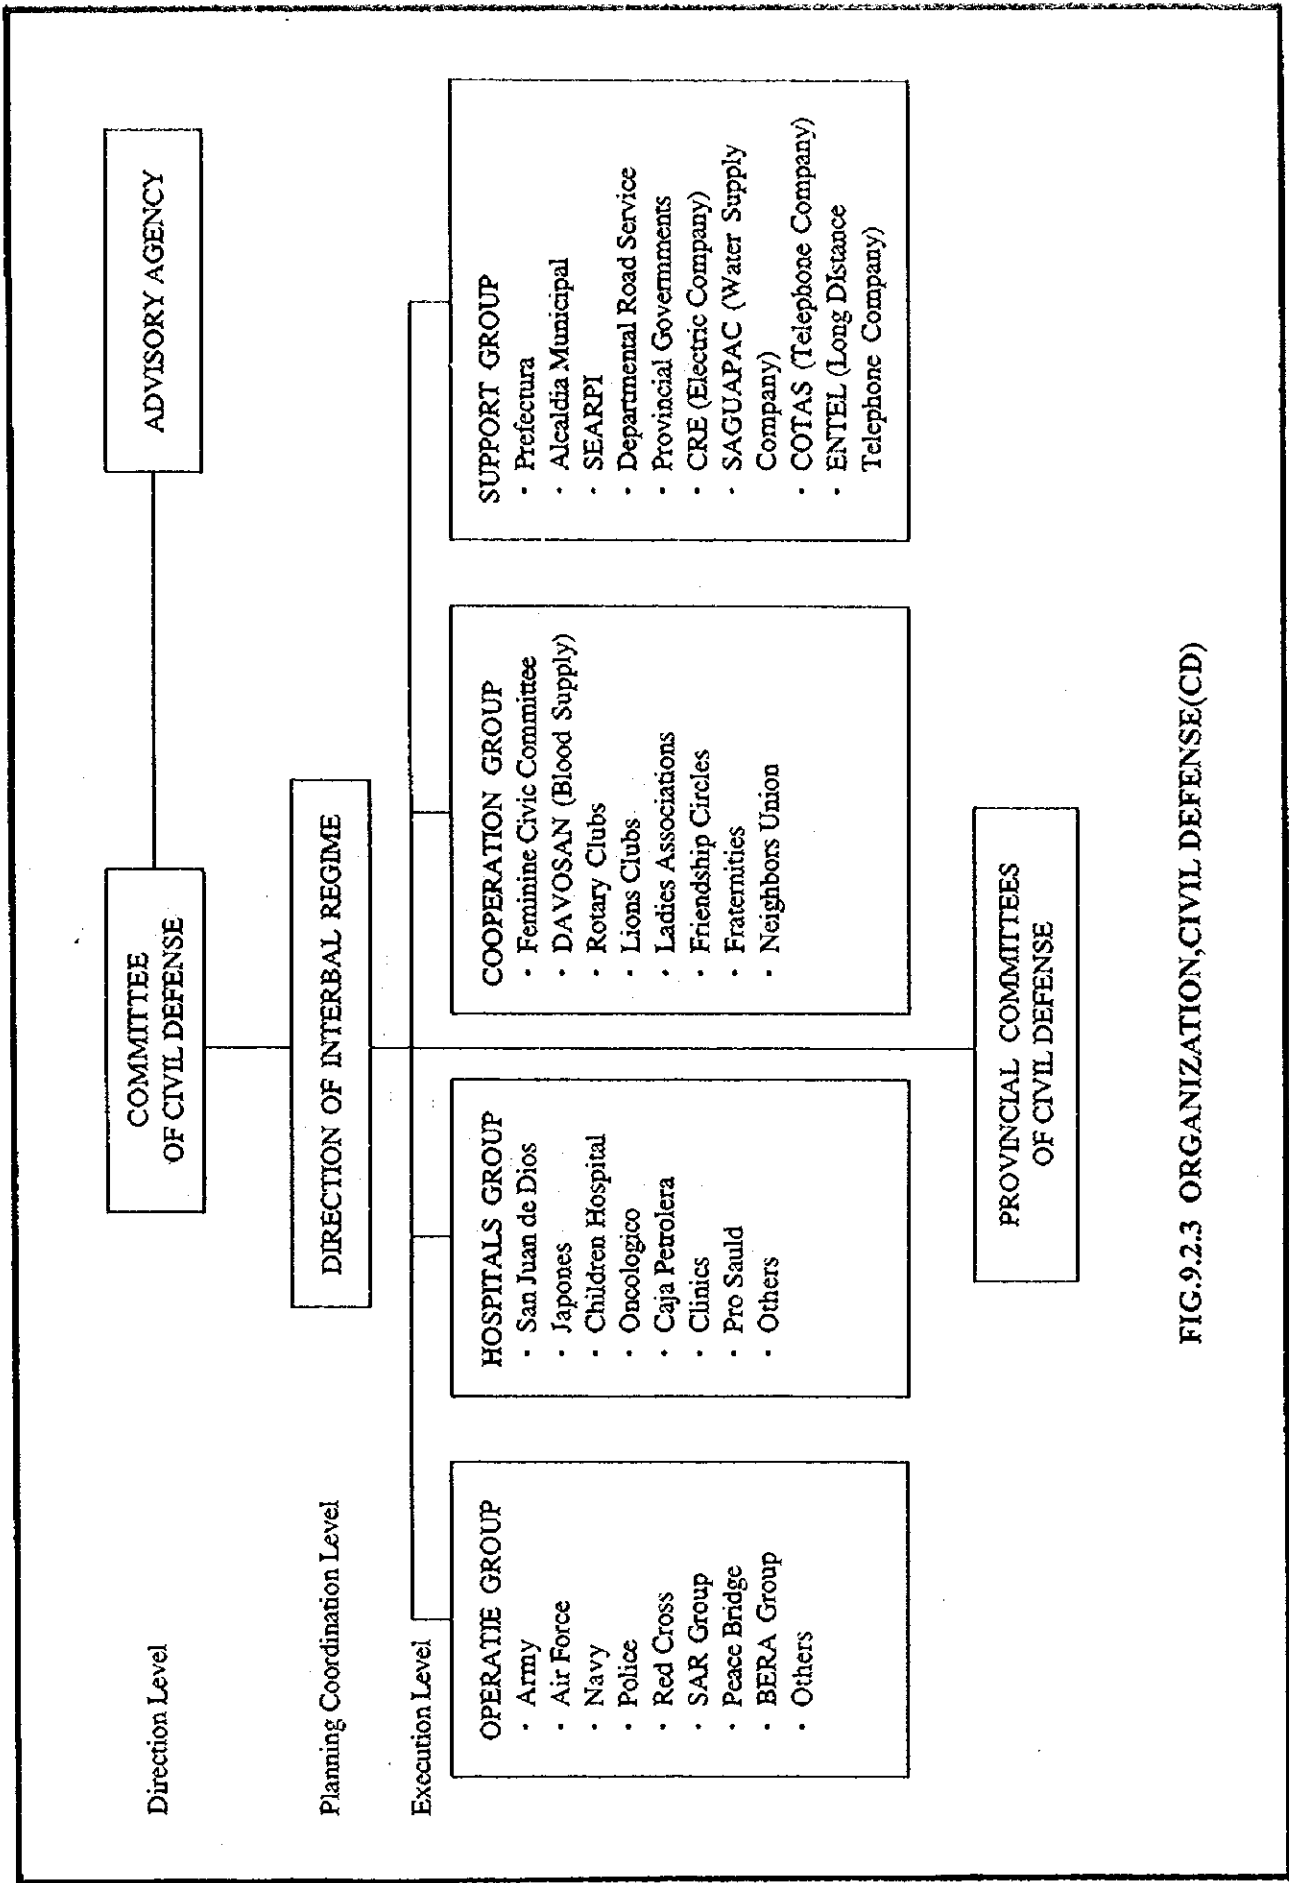 Direction Level
COMMITTEE
OF CIVIL DEFENSE
ADVISORY AGENCY
Planning Coordination Level
DIRECTION OF INTERBAL REGIME
Execution Level
OPERATIE GROUP
· Army
· Air Force
· Navy
· Police
· Red Cross
· SAR Group
· Peace Bridge
· BERA Group
· Others
HOSPITALS GROUP
· San Juan de Dios
· Japones
· Children Hospital
· Oncologico
· Caja Petrolera
· Clinics
· Pro Sauld
· Others
COOPERATION GROUP
· Feminine Civic Committee
· DAVOSAN (Blood Supply)
· Rotary Clubs
· Lions Clubs
· Ladies Associations
· Friendship Circles
· Fraternities
· Neighbors Union
SUPPORT GROUP
· Prefectura
· Alcaldia Municipal
· SEARPI
· Departmental Road Service
· Provincial Governments
· CRE (Electric Company)
· SAGUAPAC (Water Supply
Company)
· COTAS (Telephone Company)
· ENTEL (Long DIstance
Telephone Company)
PROVINCIAL COMMITTEES
OF CIVIL DEFENSE
FIG.9.2.3 ORGANIZATION,CIVIL DEFENSE(CD)